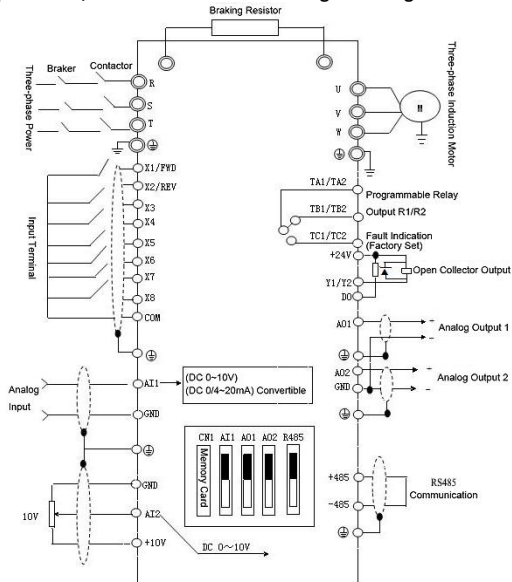 Braking Resistor
Braker
Contactor
Three-phase Power
R
S
T
U
V
W
M
Three-phase Induction Motor
X1/FWD
X2/REV
X3
X4
X5
X6
X7
X8
COM
Input Terminal
TA1/TA2
TB1/TB2
TC1/TC2
Programmable Relay
Output R1/R2
Fault Indication
(Factory Set)
+24V
Y1/Y2
DO
Open Collector Output
AO1
Analog Output 1
AO2
GND
Analog Output 2
Analog
Input
AI1
GND
(DC 0~10V)
(DC 0/4~20mA) Convertible
CN1 AI1 AO1 AO2 R485
Memory Card
GND
AI2
+10V
10V
DC 0～10V
+485
-485
RS485
Communication